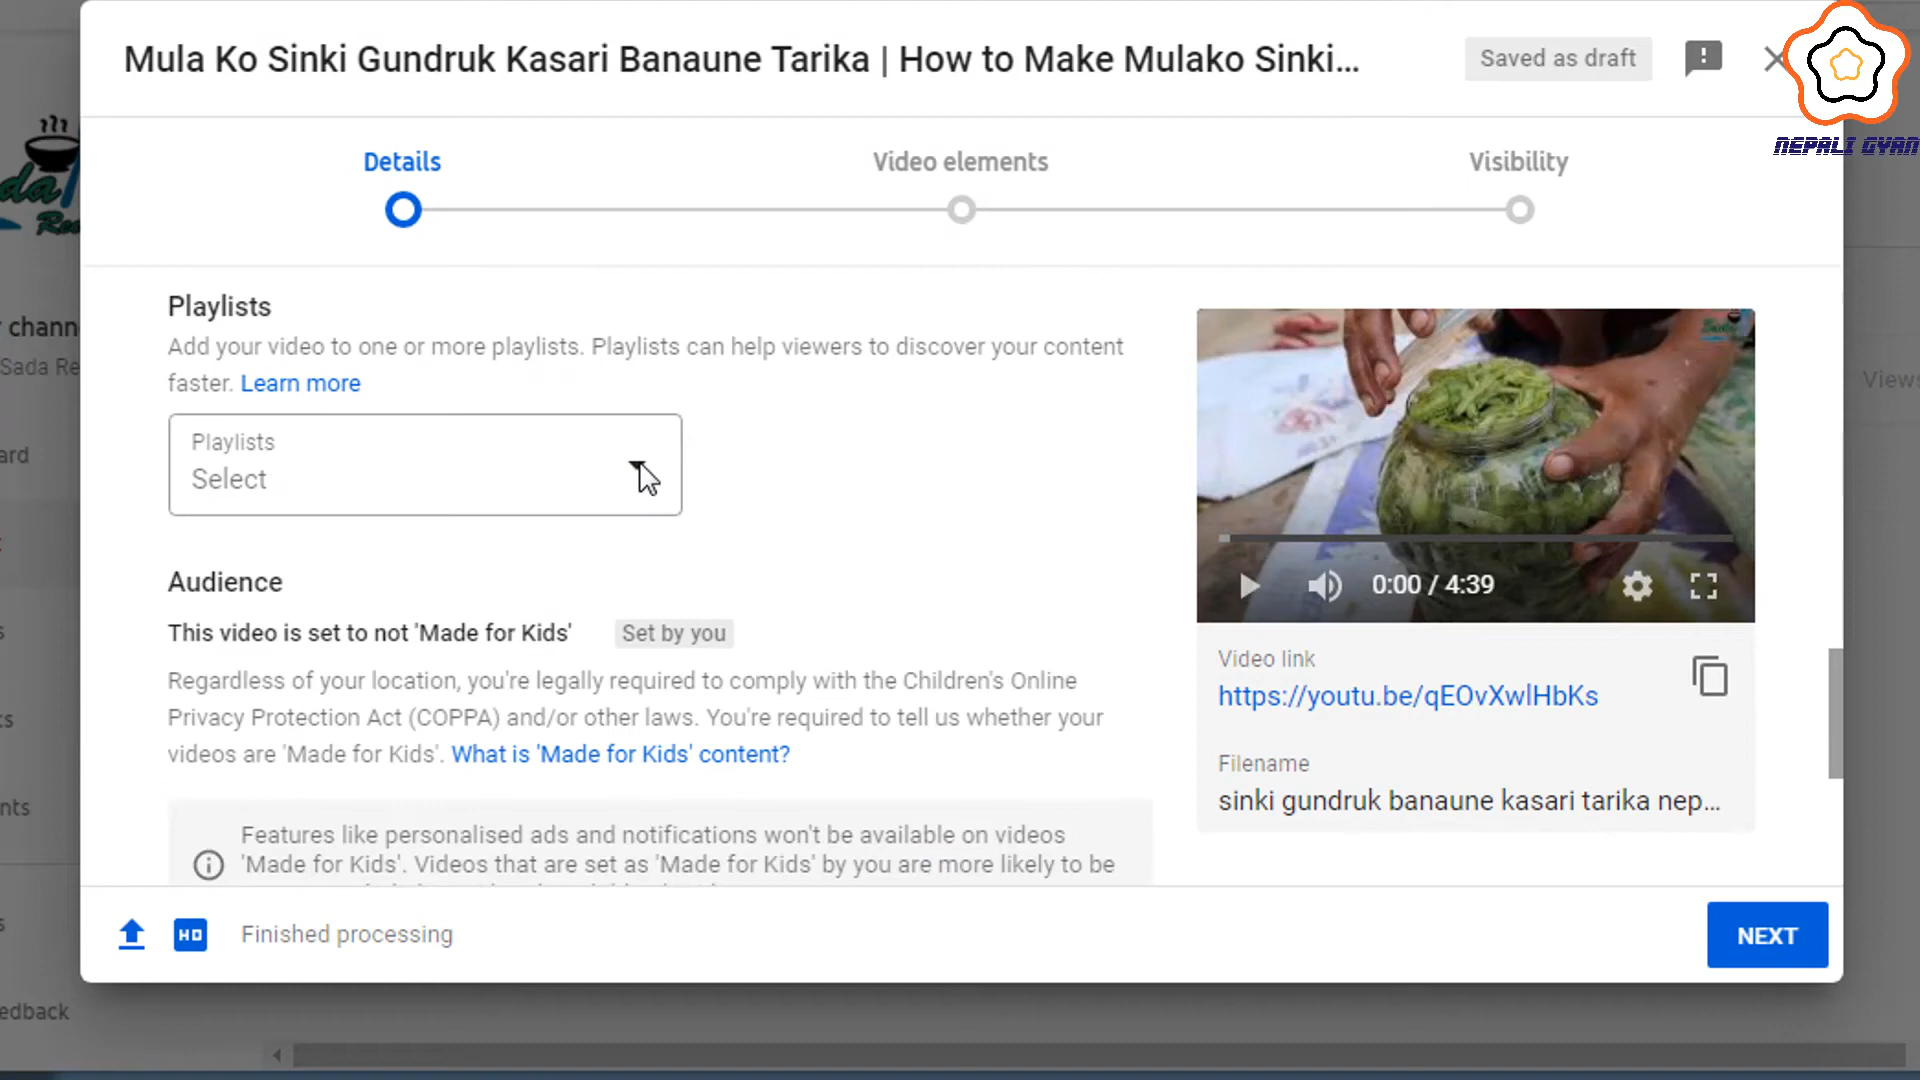 Mula Ko Sinki Gundruk Kasari Banaune Tarika | How to Make Mulako Sinki...
Saved as draft
NEPALI GYAN
Details
Video elements
Visibility
Playlists
Add your video to one or more playlists. Playlists can help viewers to discover your content
faster. Learn more
Playlists
Select
Audience
This video is set to not 'Made for Kids'
Set by you
Regardless of your location, you're legally required to comply with the Children's Online
Privacy Protection Act (COPPA) and/or other laws. You're required to tell us whether your
videos are 'Made for Kids'. What is 'Made for Kids' content?
Features like personalised ads and notifications won't be available on videos
'Made for Kids'. Videos that are set as 'Made for Kids' by you are more likely to be
0:00 / 4:39
Video link
https://youtu.be/qEOvXwlHbKs
Filename
sinki gundruk banaune kasari tarika nep...
HD
Finished processing
NEXT
da
r chann
Sada Re
ard
nts
edback
Views